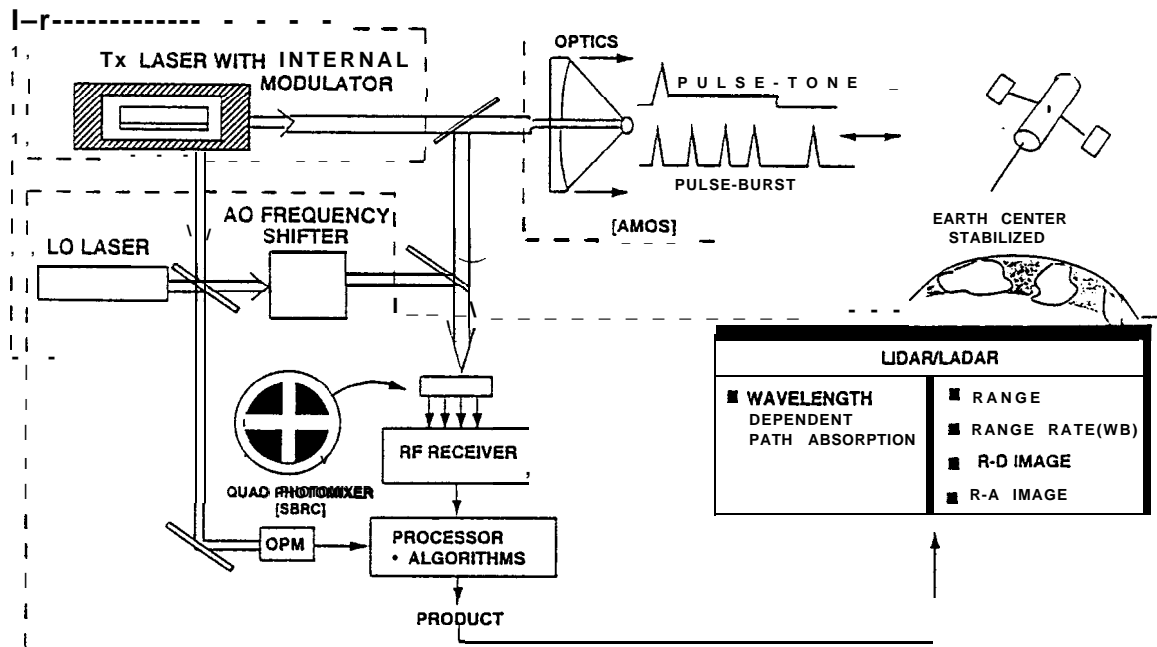 Tx LASER WITH INTERNAL
MODULATOR
OPTICS
PULSE-TONE
PULSE-BURST
[AMOS]
EARTH CENTER
STABILIZED
LO LASER
AO FREQUENCY
SHIFTER
LIDAR/LADAR
WAVELENGTH
DEPENDENT
PATH ABSORPTION
RANGE
RANGE RATE(WB)
R-D IMAGE
R-A IMAGE
RF RECEIVER
QUAD PHOTOMIXER
[SBRC]
OPM
PROCESSOR
• ALGORITHMS
PRODUCT